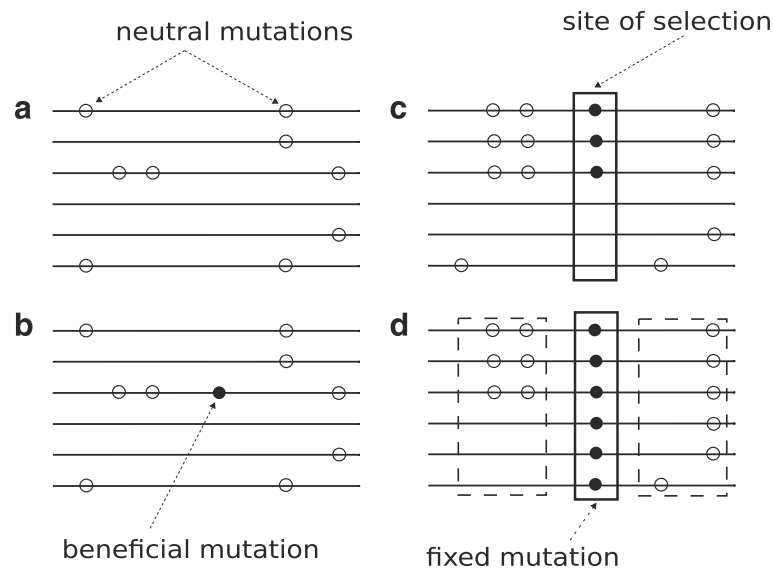 neutral mutations
site of selection
a
c
b
d
beneficial mutation
fixed mutation